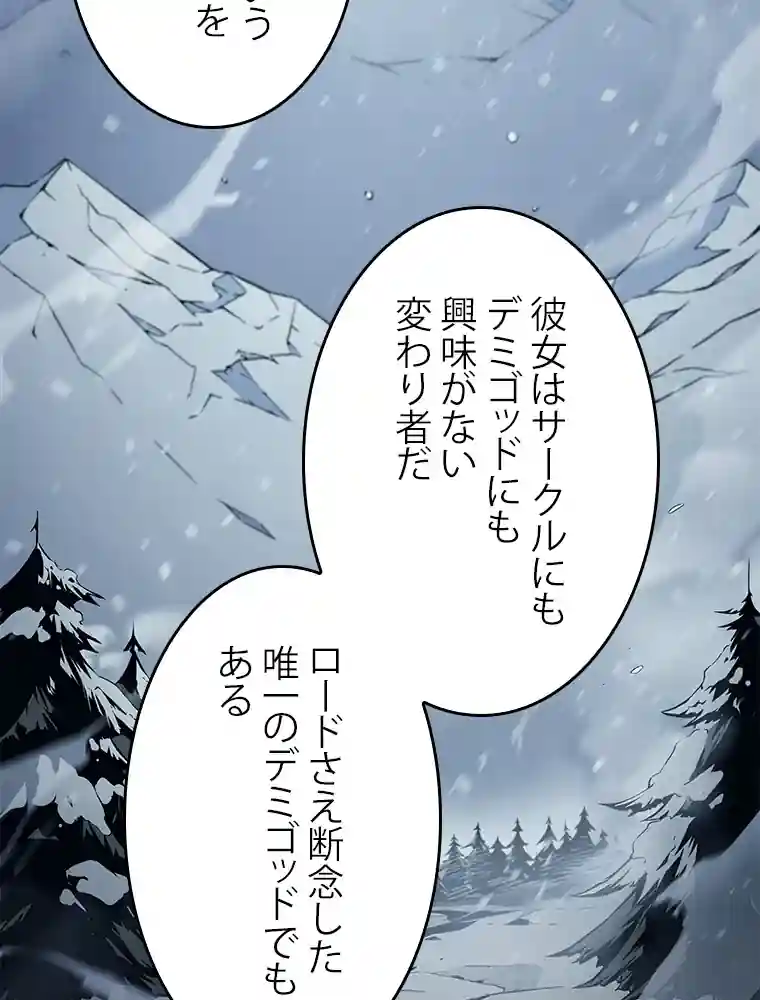 う
を
彼女はサークルにも
デミゴッドにも
興味がない
変わり者だ
ロードさえ断念した
唯一のデミゴッドでも
ある